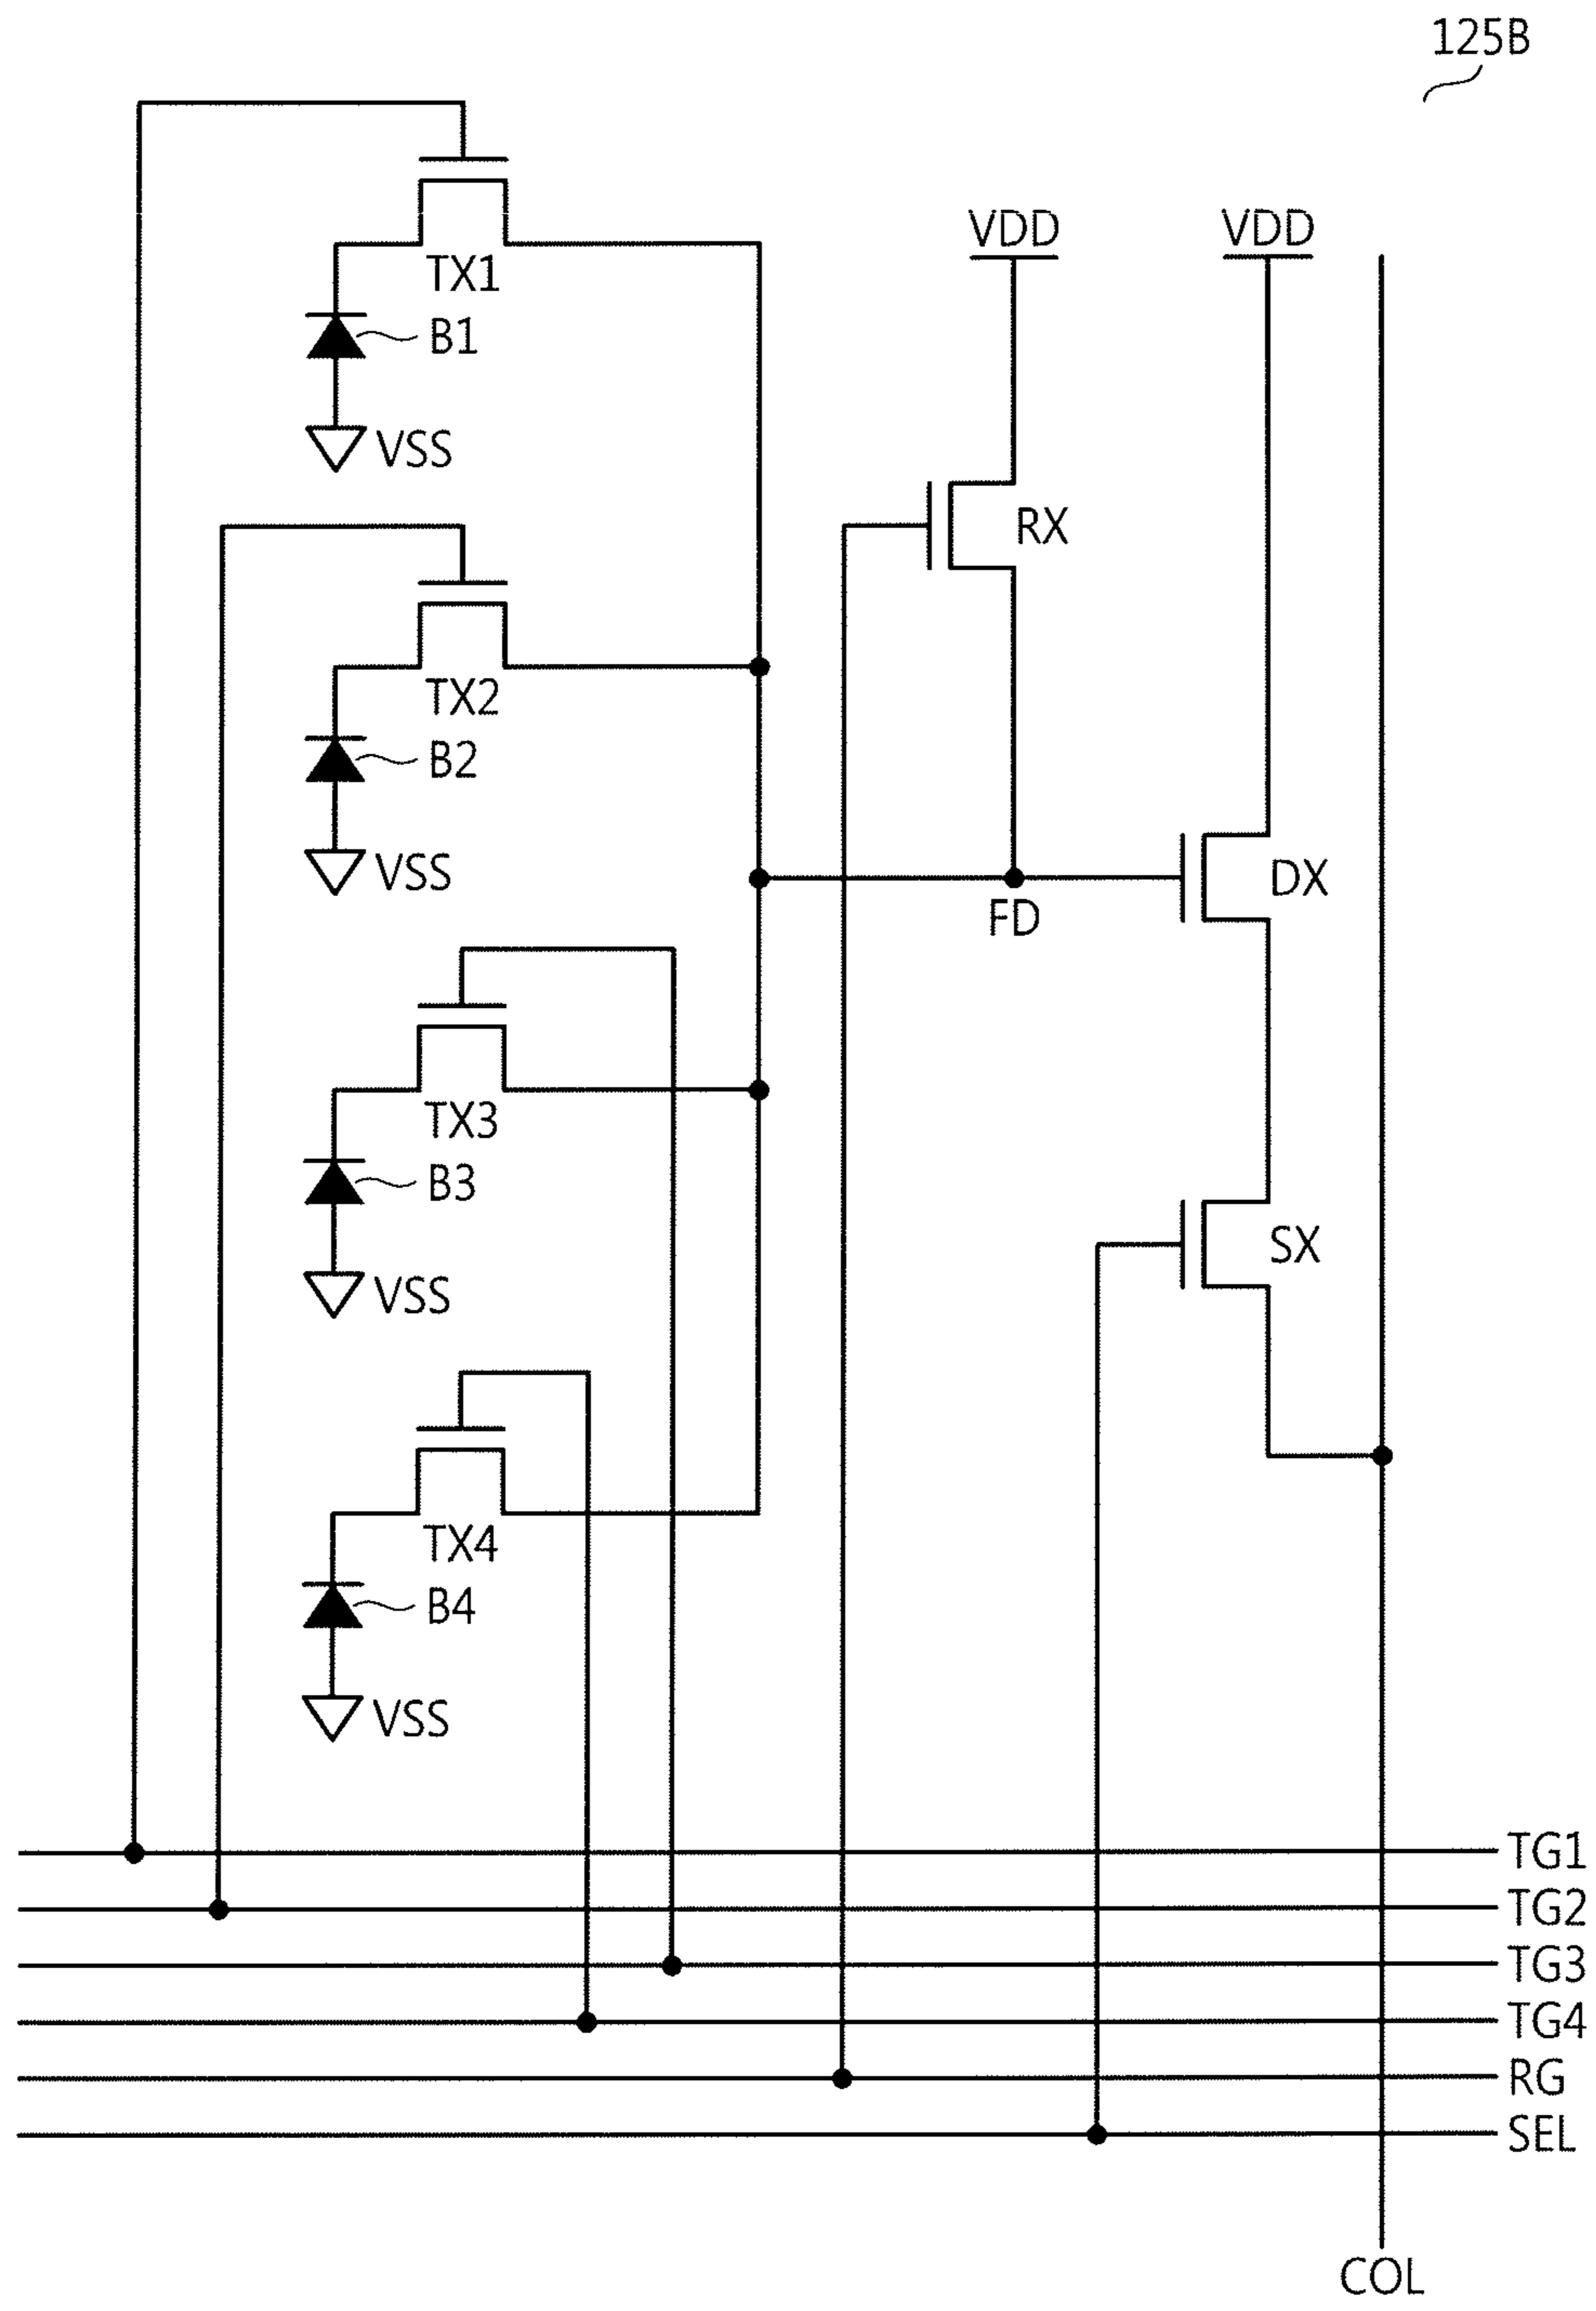 125B
VDD VDD
TX1
B1
VSS
RX
TX2
B2
VSS
DX
FD
TX3
B3
SX
VSS
TX4
B4
VSS
TG1
TG2
TG3
TG4
RG
SEL
COL